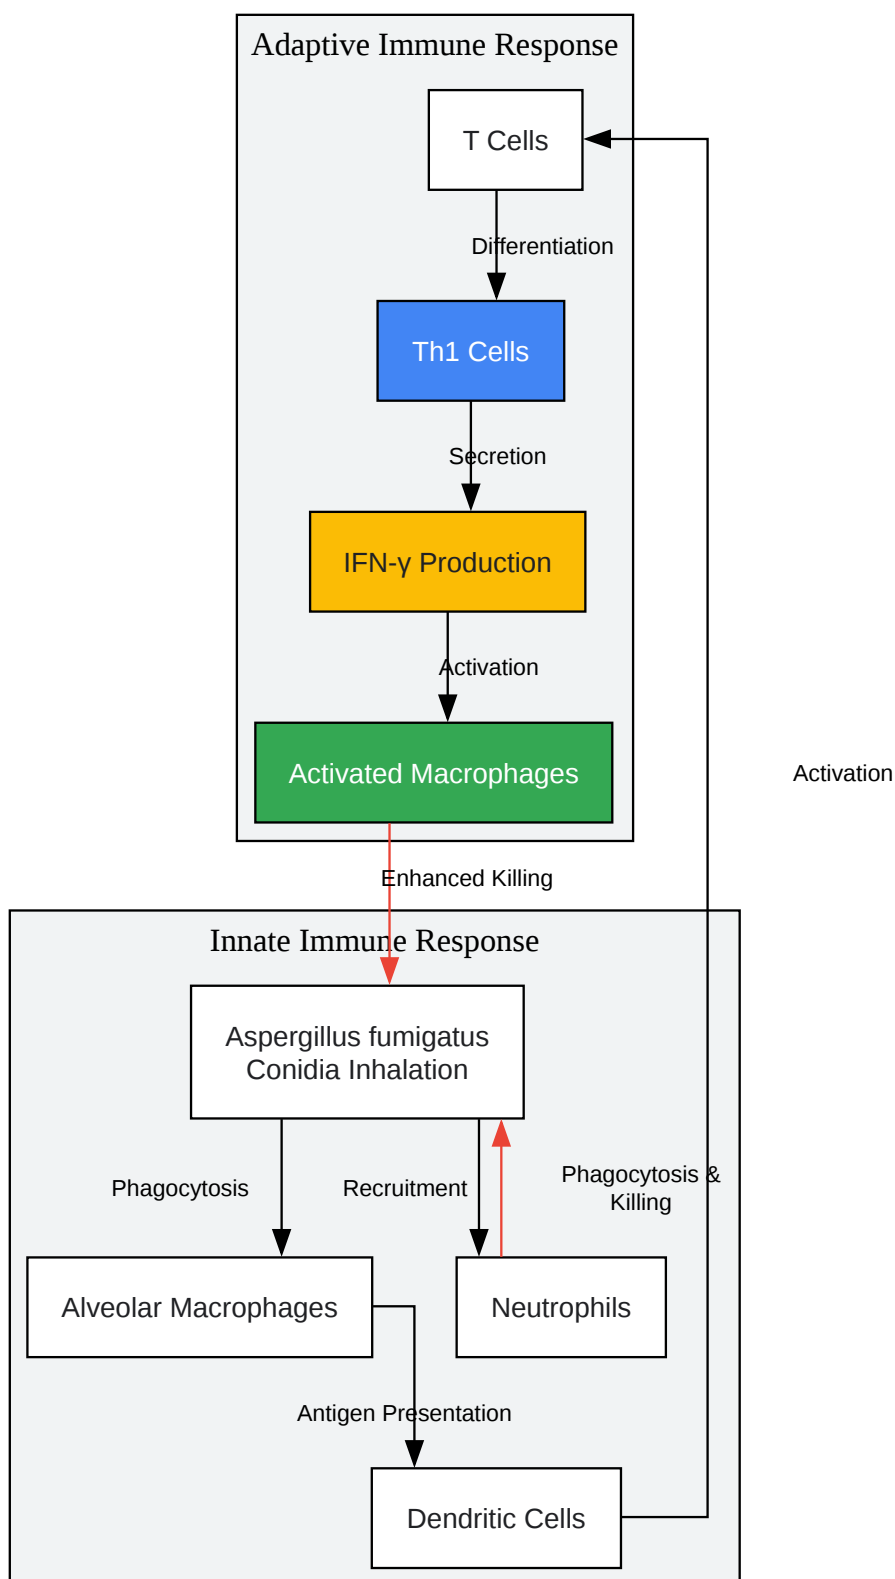 Adaptive Immune Response
T Cells
Differentiation
Th1 Cells
Secretion
IFN-γ Production
Activation
Activated Macrophages
Activation
Enhanced Killing
Innate Immune Response
Aspergillus fumigatus
Conidia Inhalation
Phagocytosis
Recruitment
Phagocytosis &
Killing
Alveolar Macrophages
Neutrophils
Antigen Presentation
Dendritic Cells